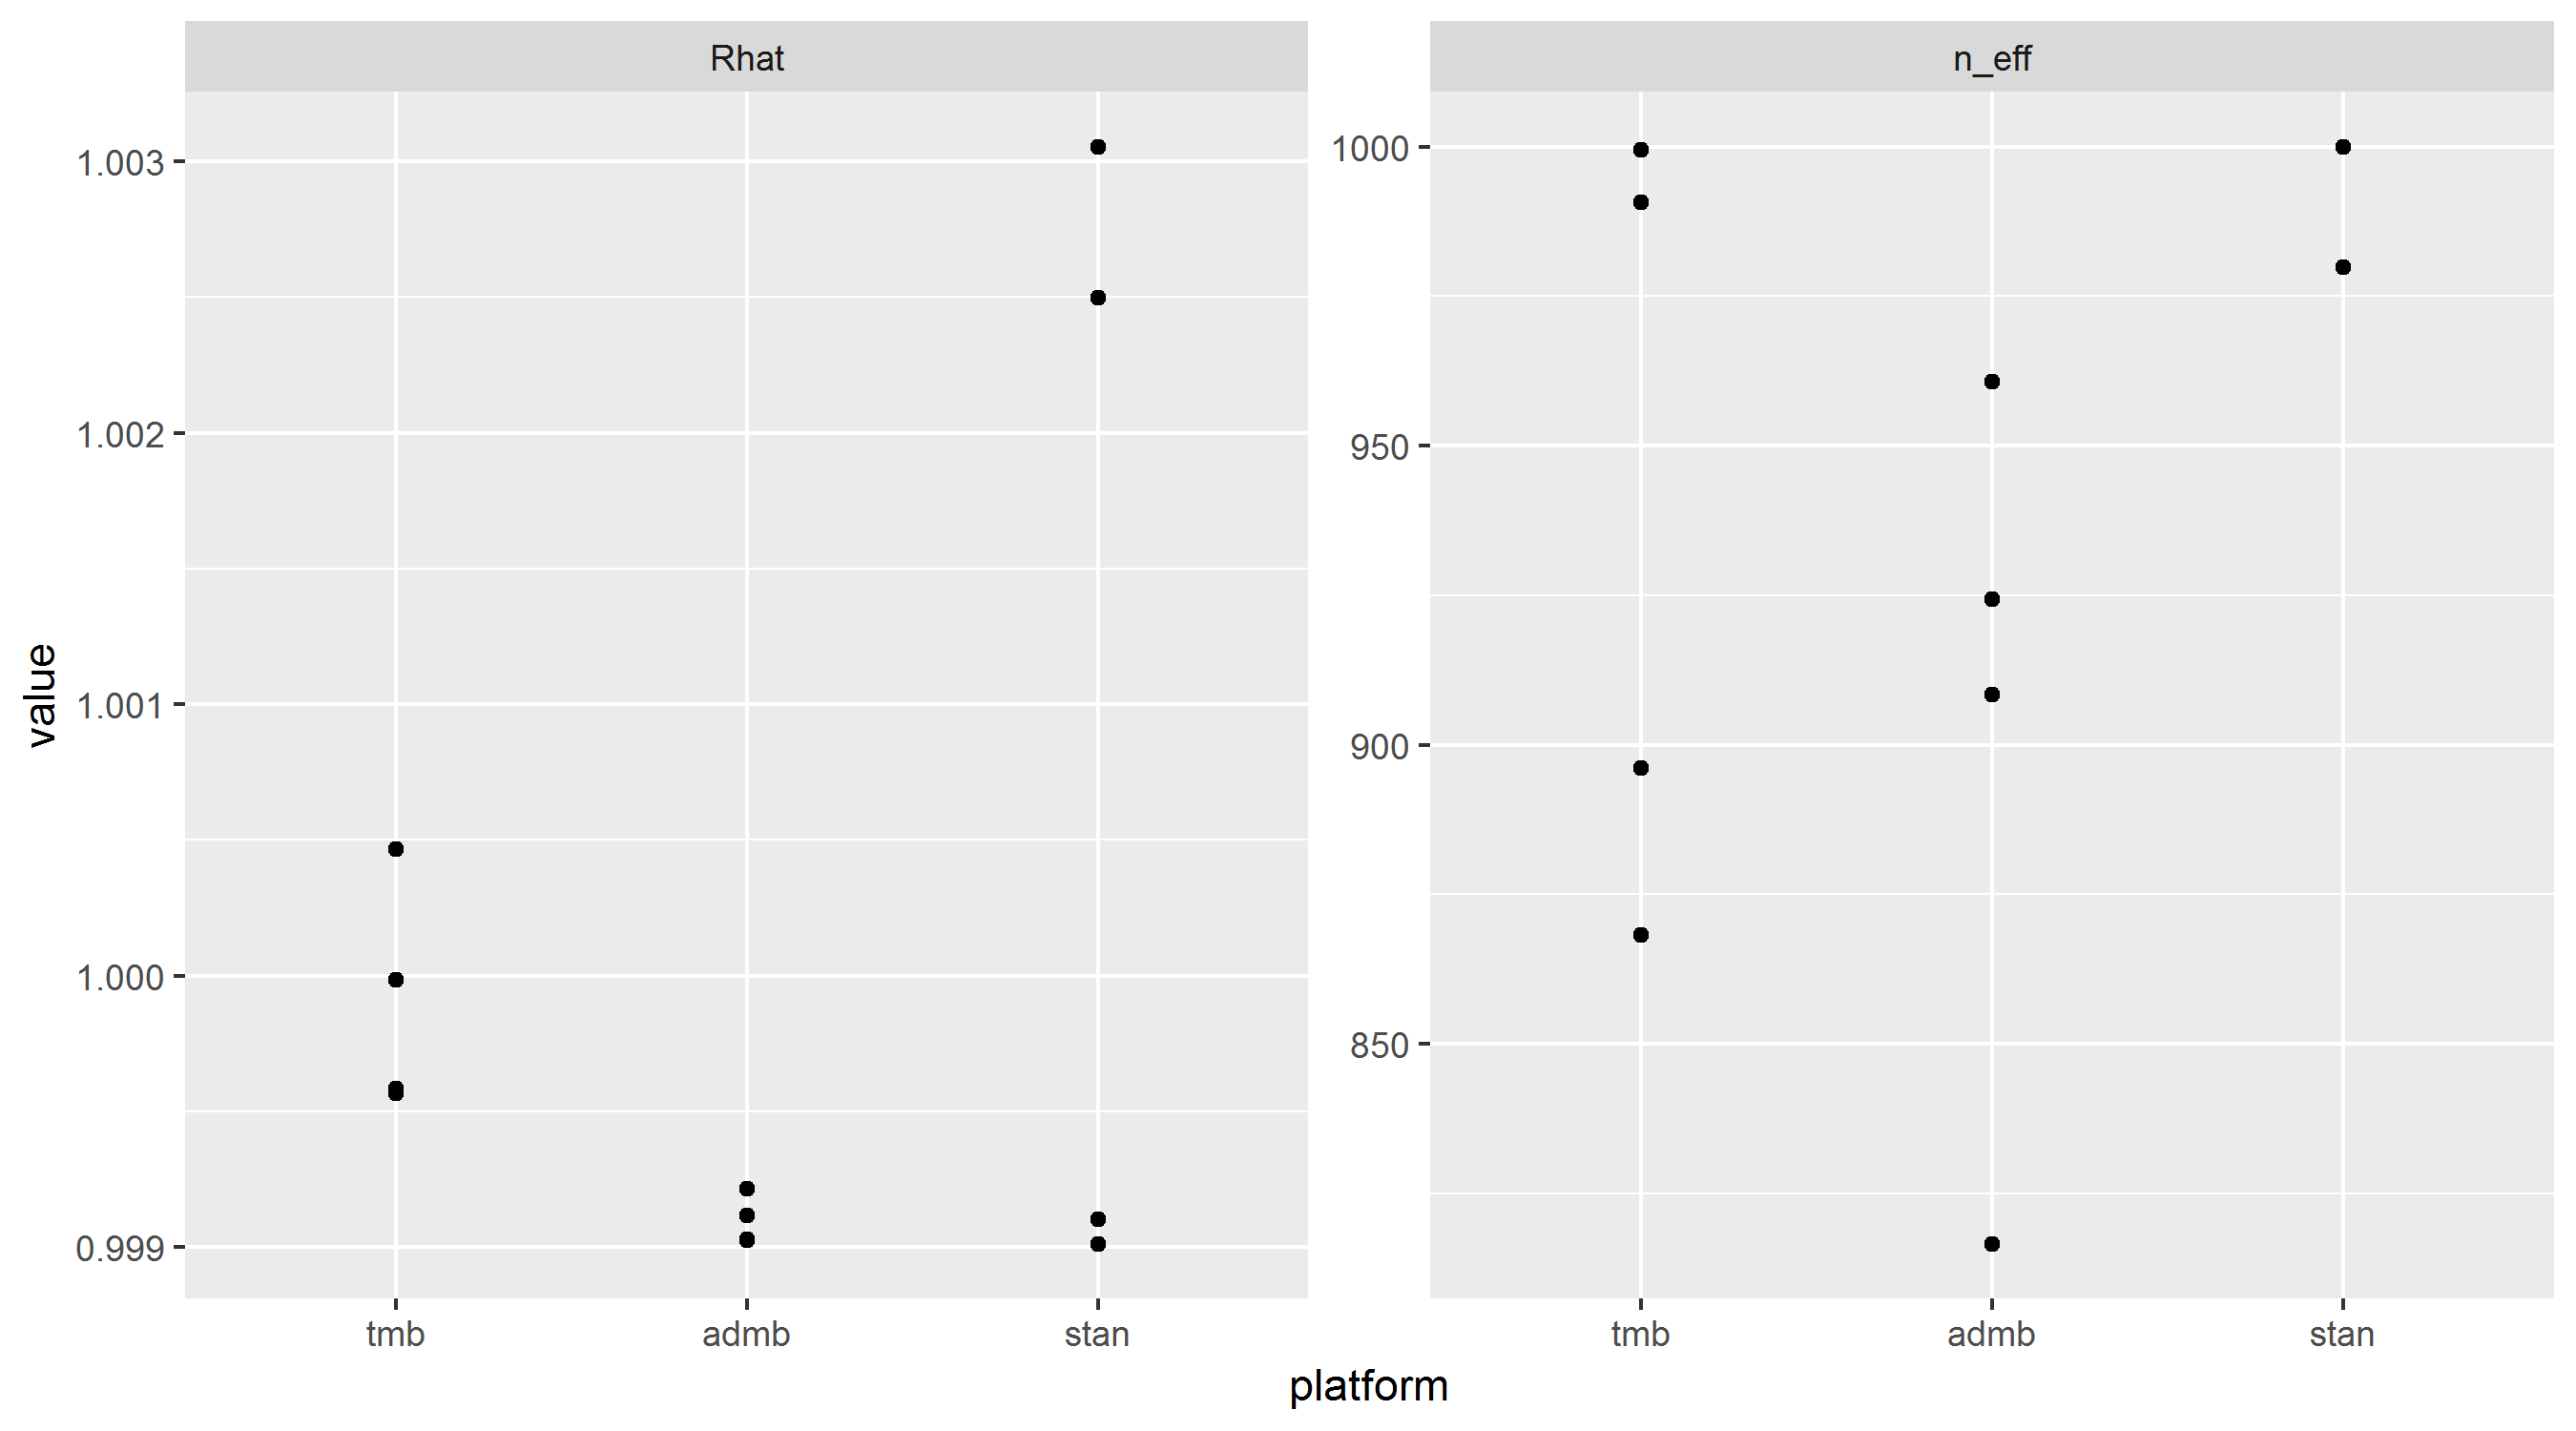 Rhat
n_eff
1.003
1.002
1.001
1.000
0.999
1000
950
900
850
value
tmb
admb
stan
tmb
admb
stan
platform